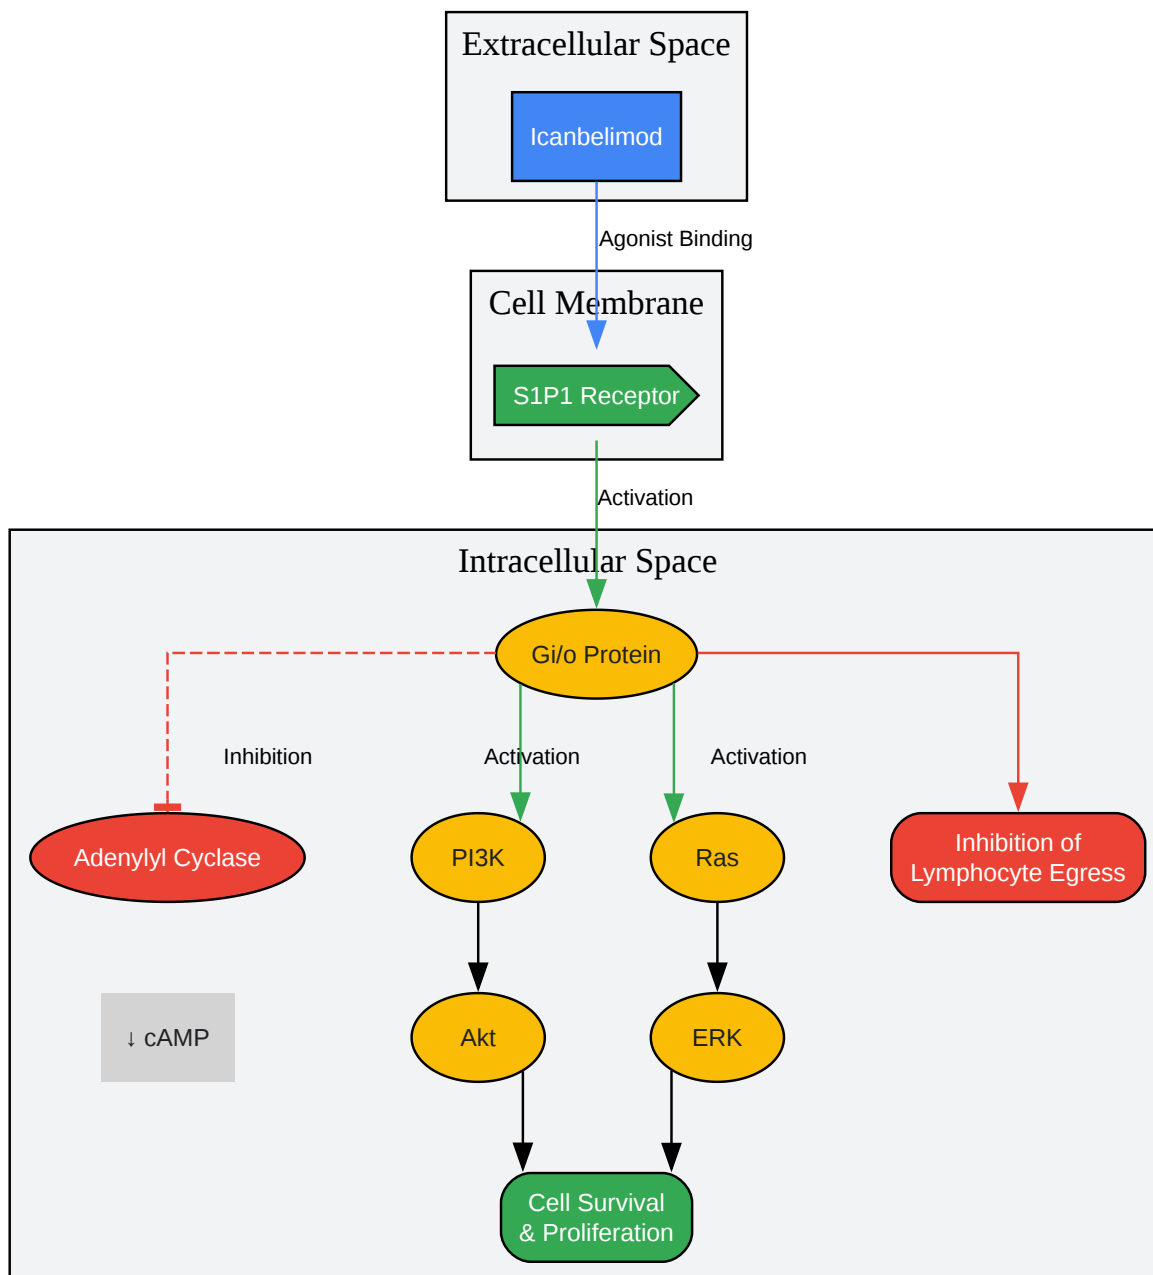 Extracellular Space
Icanbelimod
Agonist Binding
Cell Membrane
S1P1 Receptor
Activation
Intracellular Space
Gi/o Protein
Inhibition
Activation
Activation
Adenylyl Cyclase
PI3K
Ras
Inhibition of
Lymphocyte Egress
↓ cAMP
Akt
ERK
Cell Survival
& Proliferation